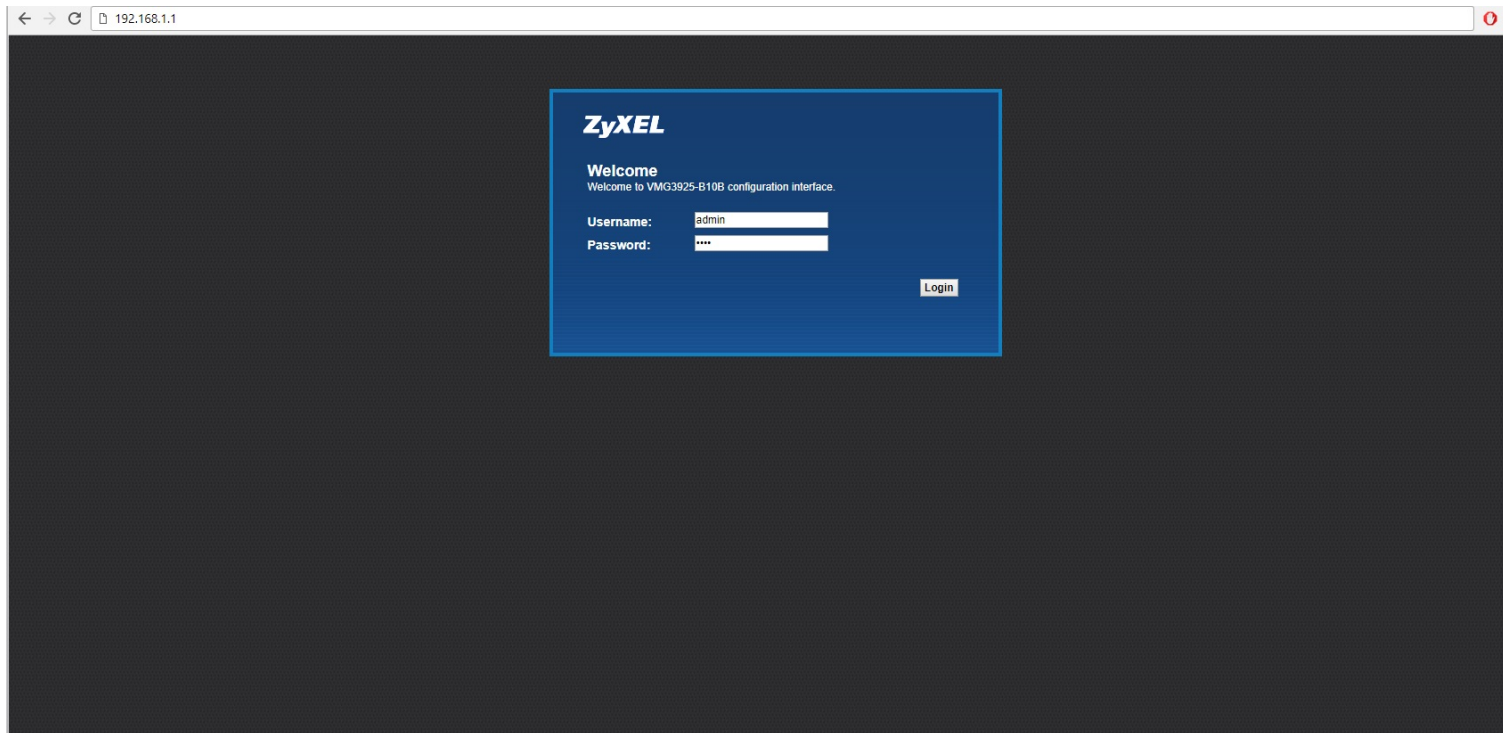 192.168.1.1
ZyXEL
Welcome
Welcome to VMG3925-B10B configuration interface.
Username: admin
Password: ••••
Login